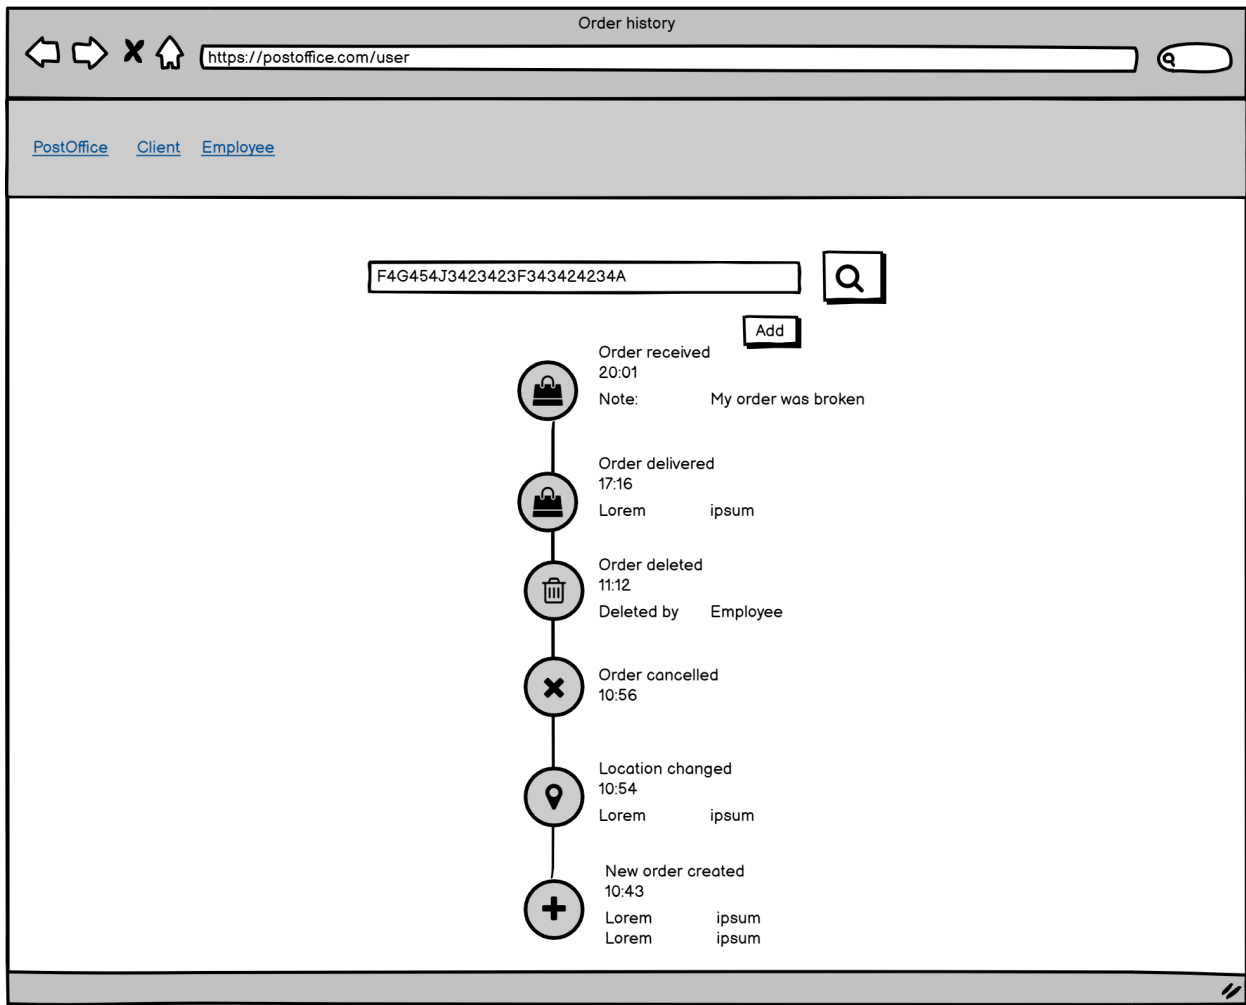 Order history
https://postoffice.com/user
PostOffice Client Employee
F4G454J3423423F343424234A
Add
Order received
20:01
Note: My order was broken
Order delivered
17:16
Lorem ipsum
Order deleted
11:12
Deleted by Employee
Order cancelled
10:56
Location changed
10:54
Lorem ipsum
New order created
10:43
Lorem ipsum
Lorem ipsum